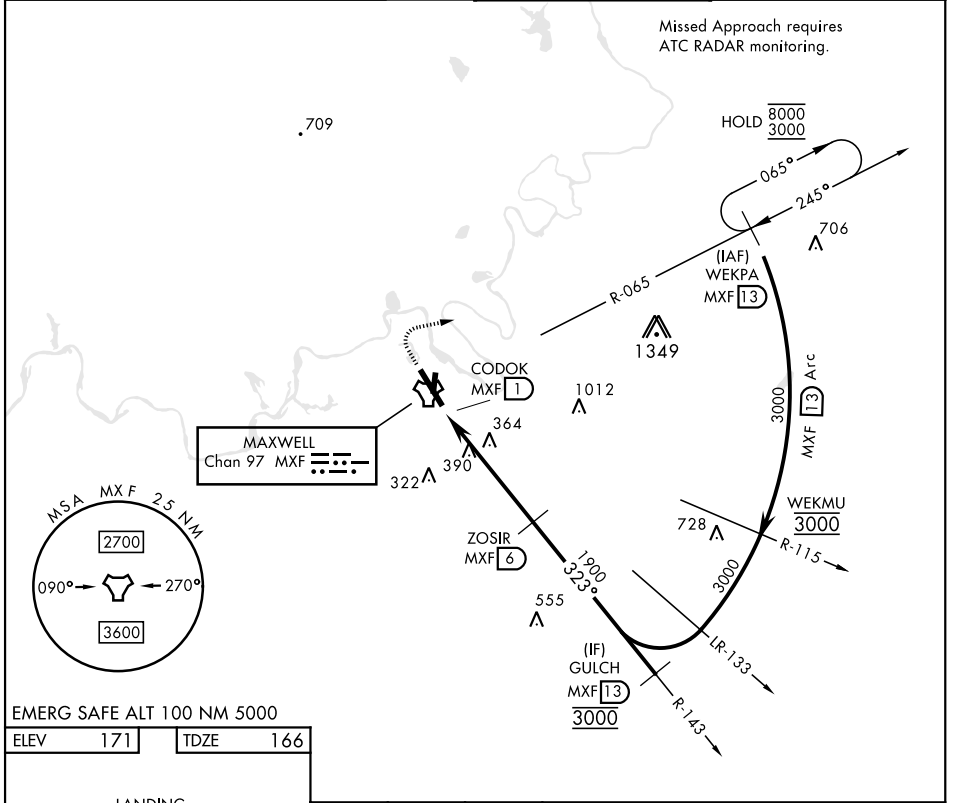 Missed Approach requires
ATC RADAR monitoring.
HOLD 8000
3000
709
065°
245°
706
(IAF)
WEKPA
MXF 13
R-065
1349
CODOK
MXF 1
1012
3000
MXF 13 Arc
364
MAXWELL
Chan 97 MXF
390
322
MSA MXF 25 NM
2700
090°
270°
3600
WEKMU
3000
728
R-115
ZOSIR
MXF 6
1900
323°
3000
555
LR-133
(IF)
GULCH
MXF 13
3000
R-143
EMERG SAFE ALT 100 NM 5000
ELEV 171
TDZE 166
LANDING